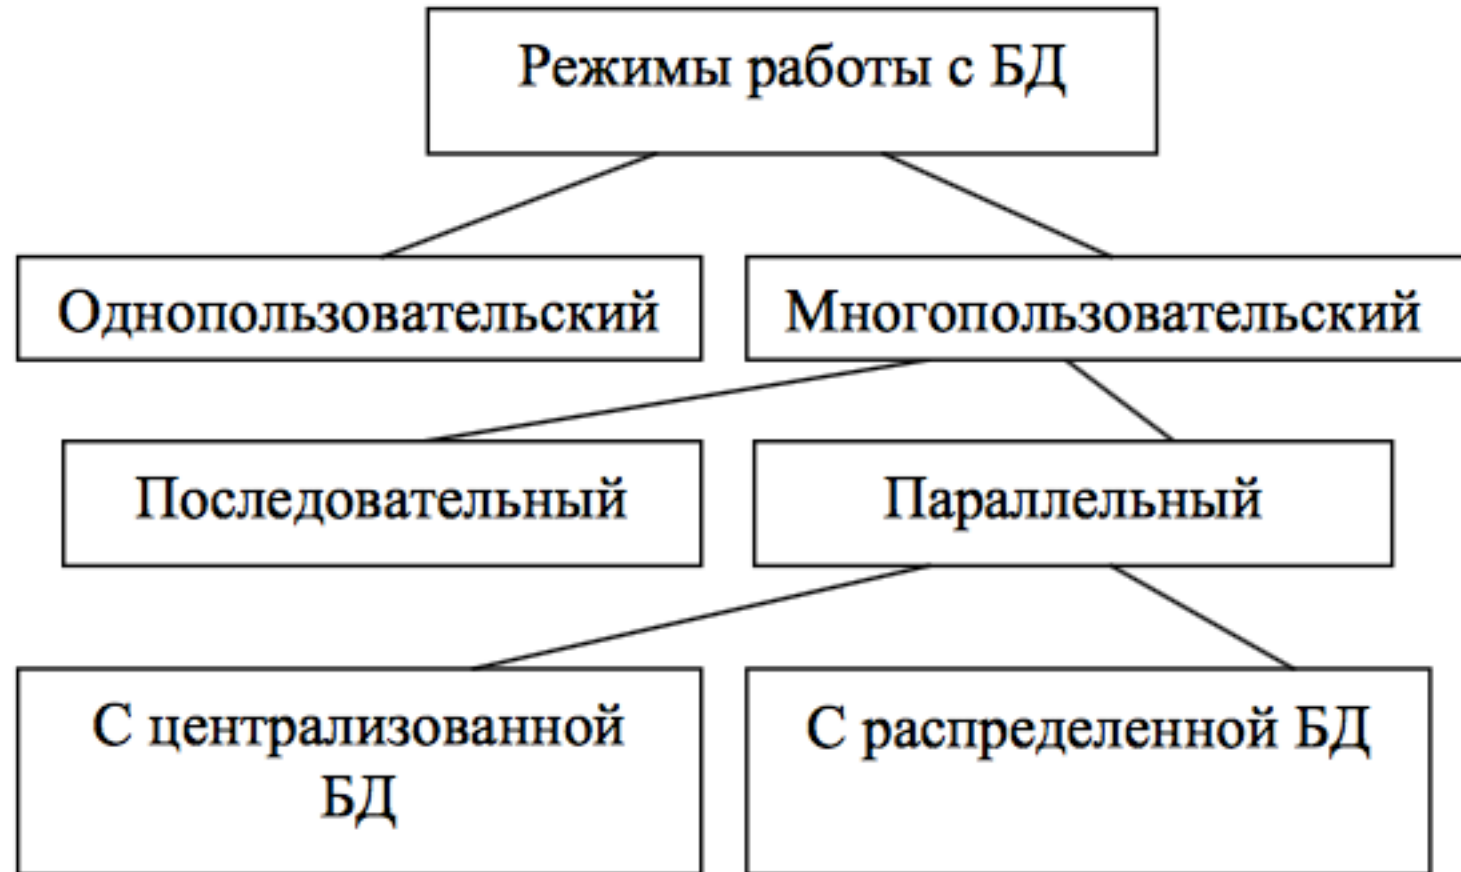 Режимы работы с БД
Однопользовательский
Многопользовательский
Последовательный
Параллельный
С централизованной
БД
С распределенной БД